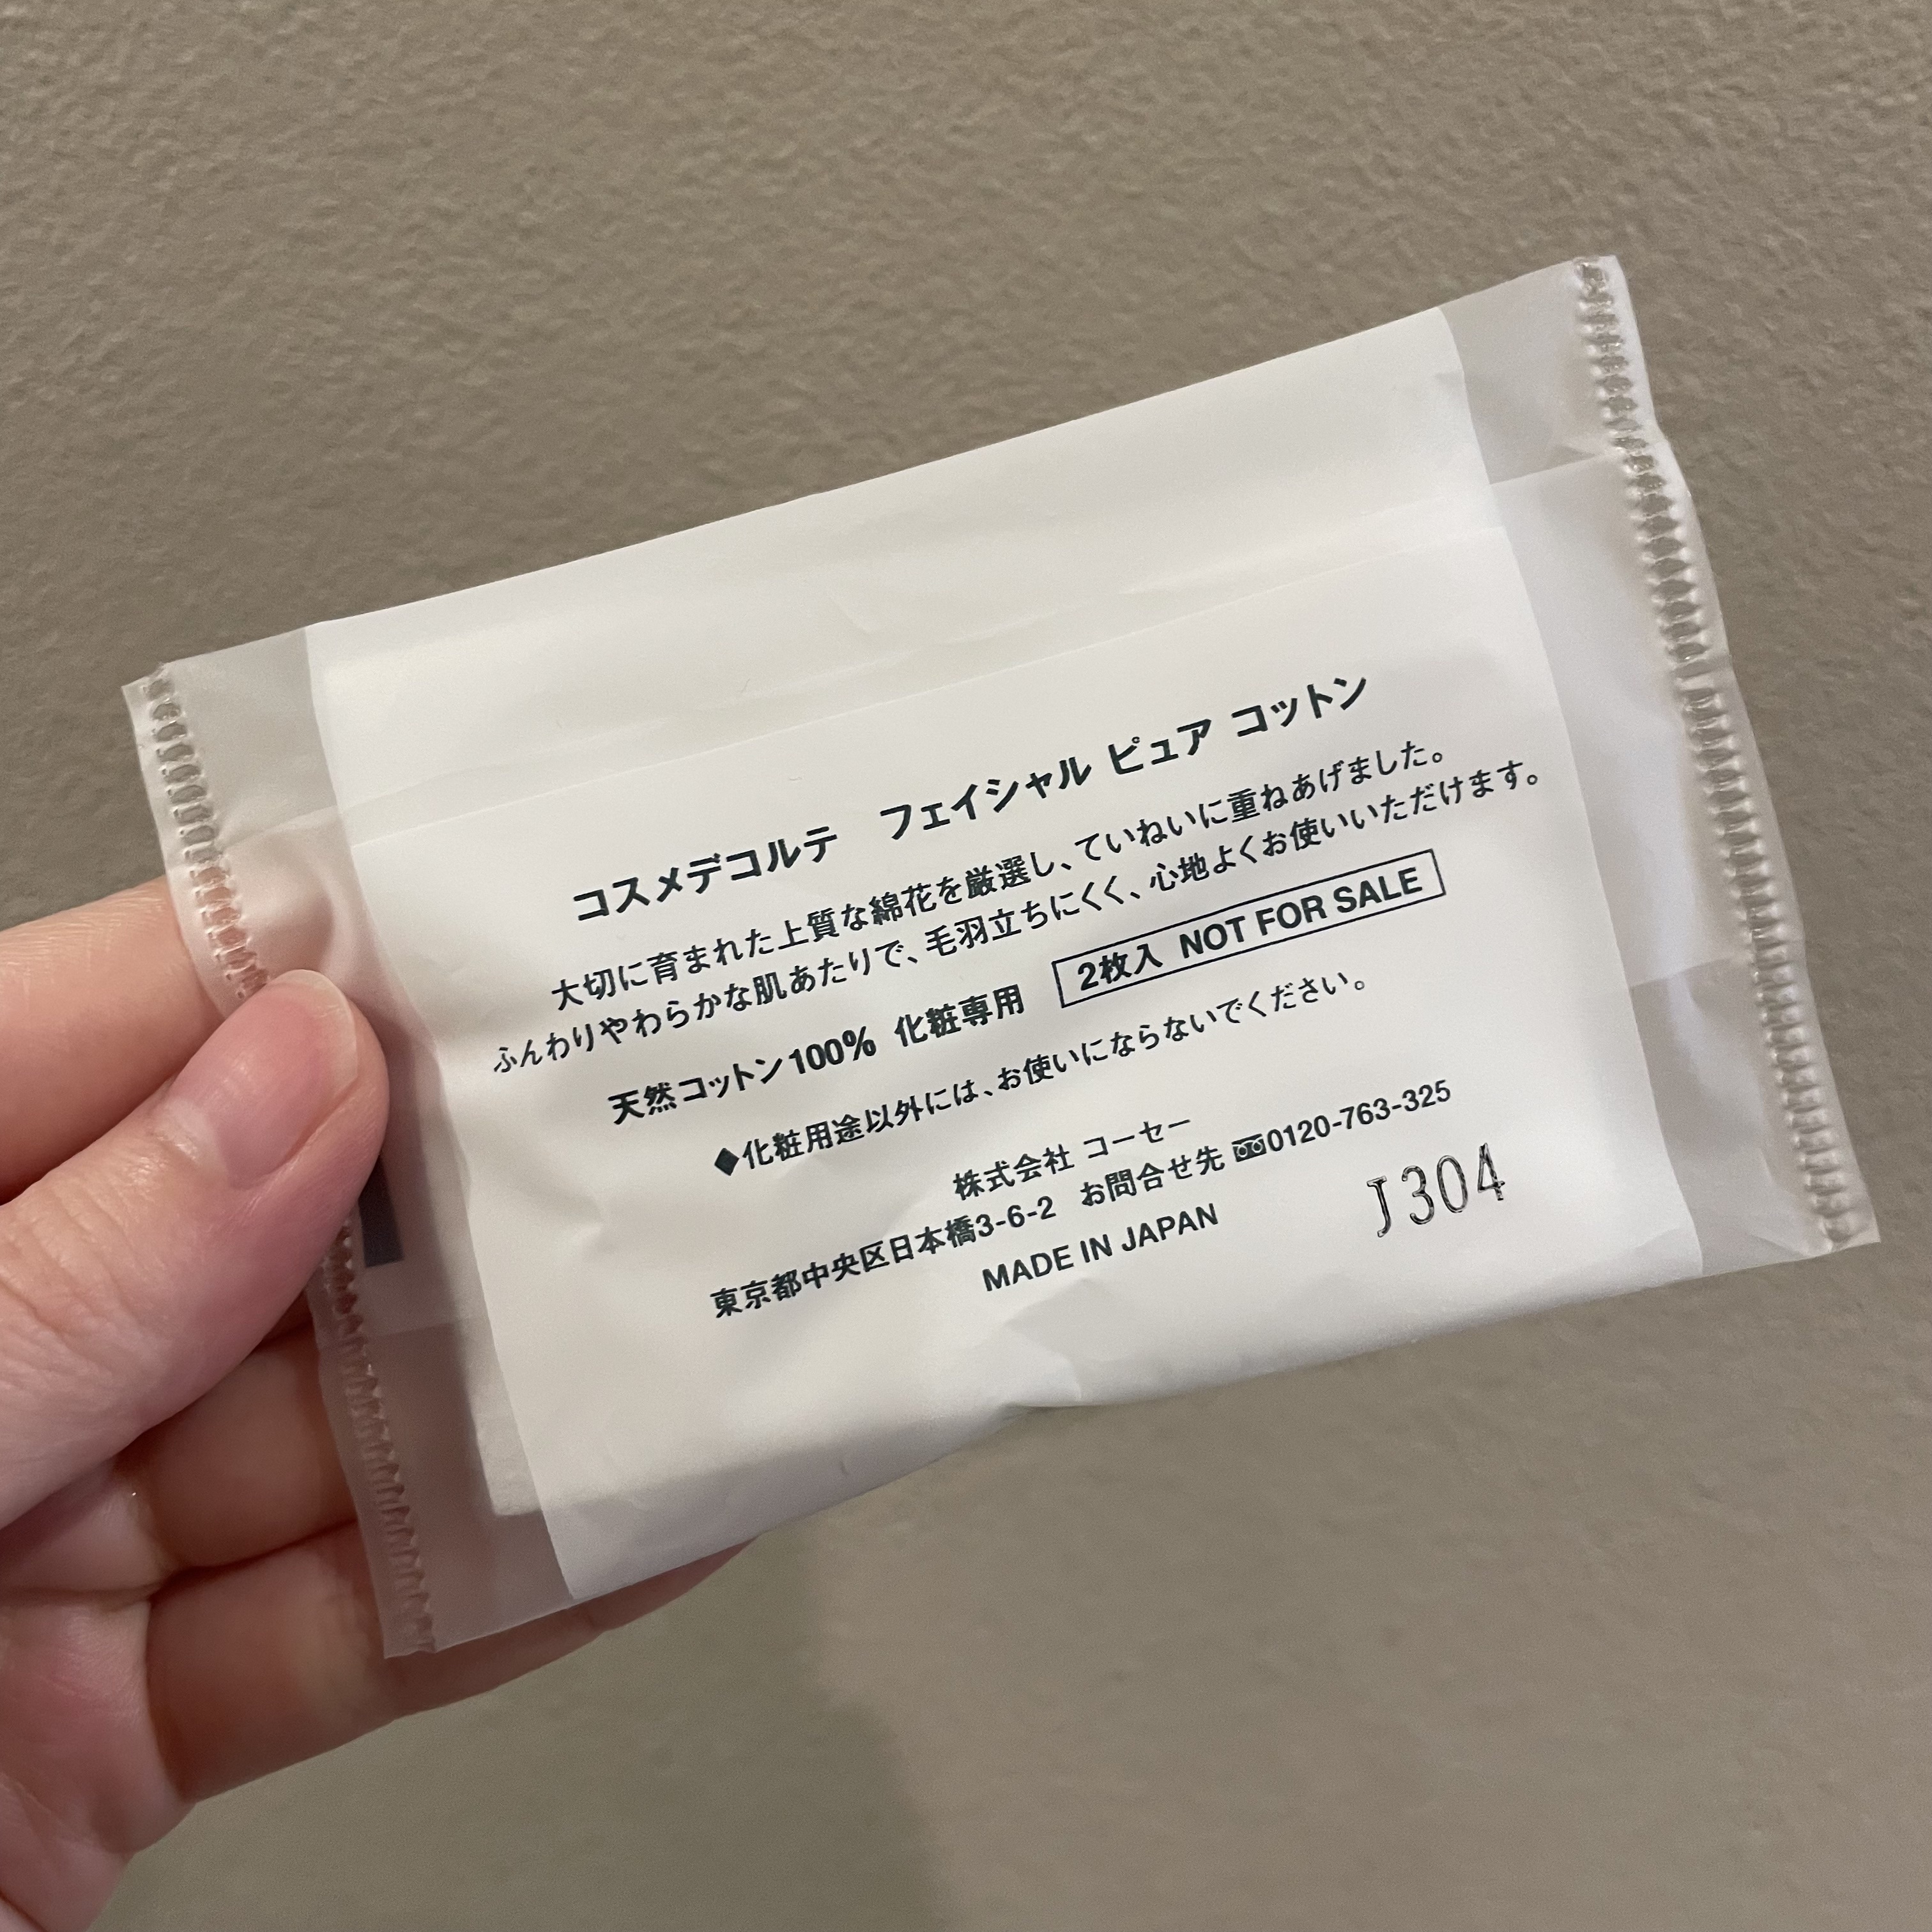 コスメデコルテ　フェイシャル ピュア コットン
大切に育まれた上質な綿花を厳選し、ていねいに重ねあげました。
ふんわりやわらかな肌あたりで、毛羽立ちにくく、心地よくお使いいただけます。
天然コットン100% 化粧専用 2枚入 NOT FOR SALE
◆化粧用途以外には、お使いにならないでください。
株式会社 コーセー
東京都中央区日本橋3-6-2 お問合せ先 0120-763-325
MADE IN JAPAN
J304